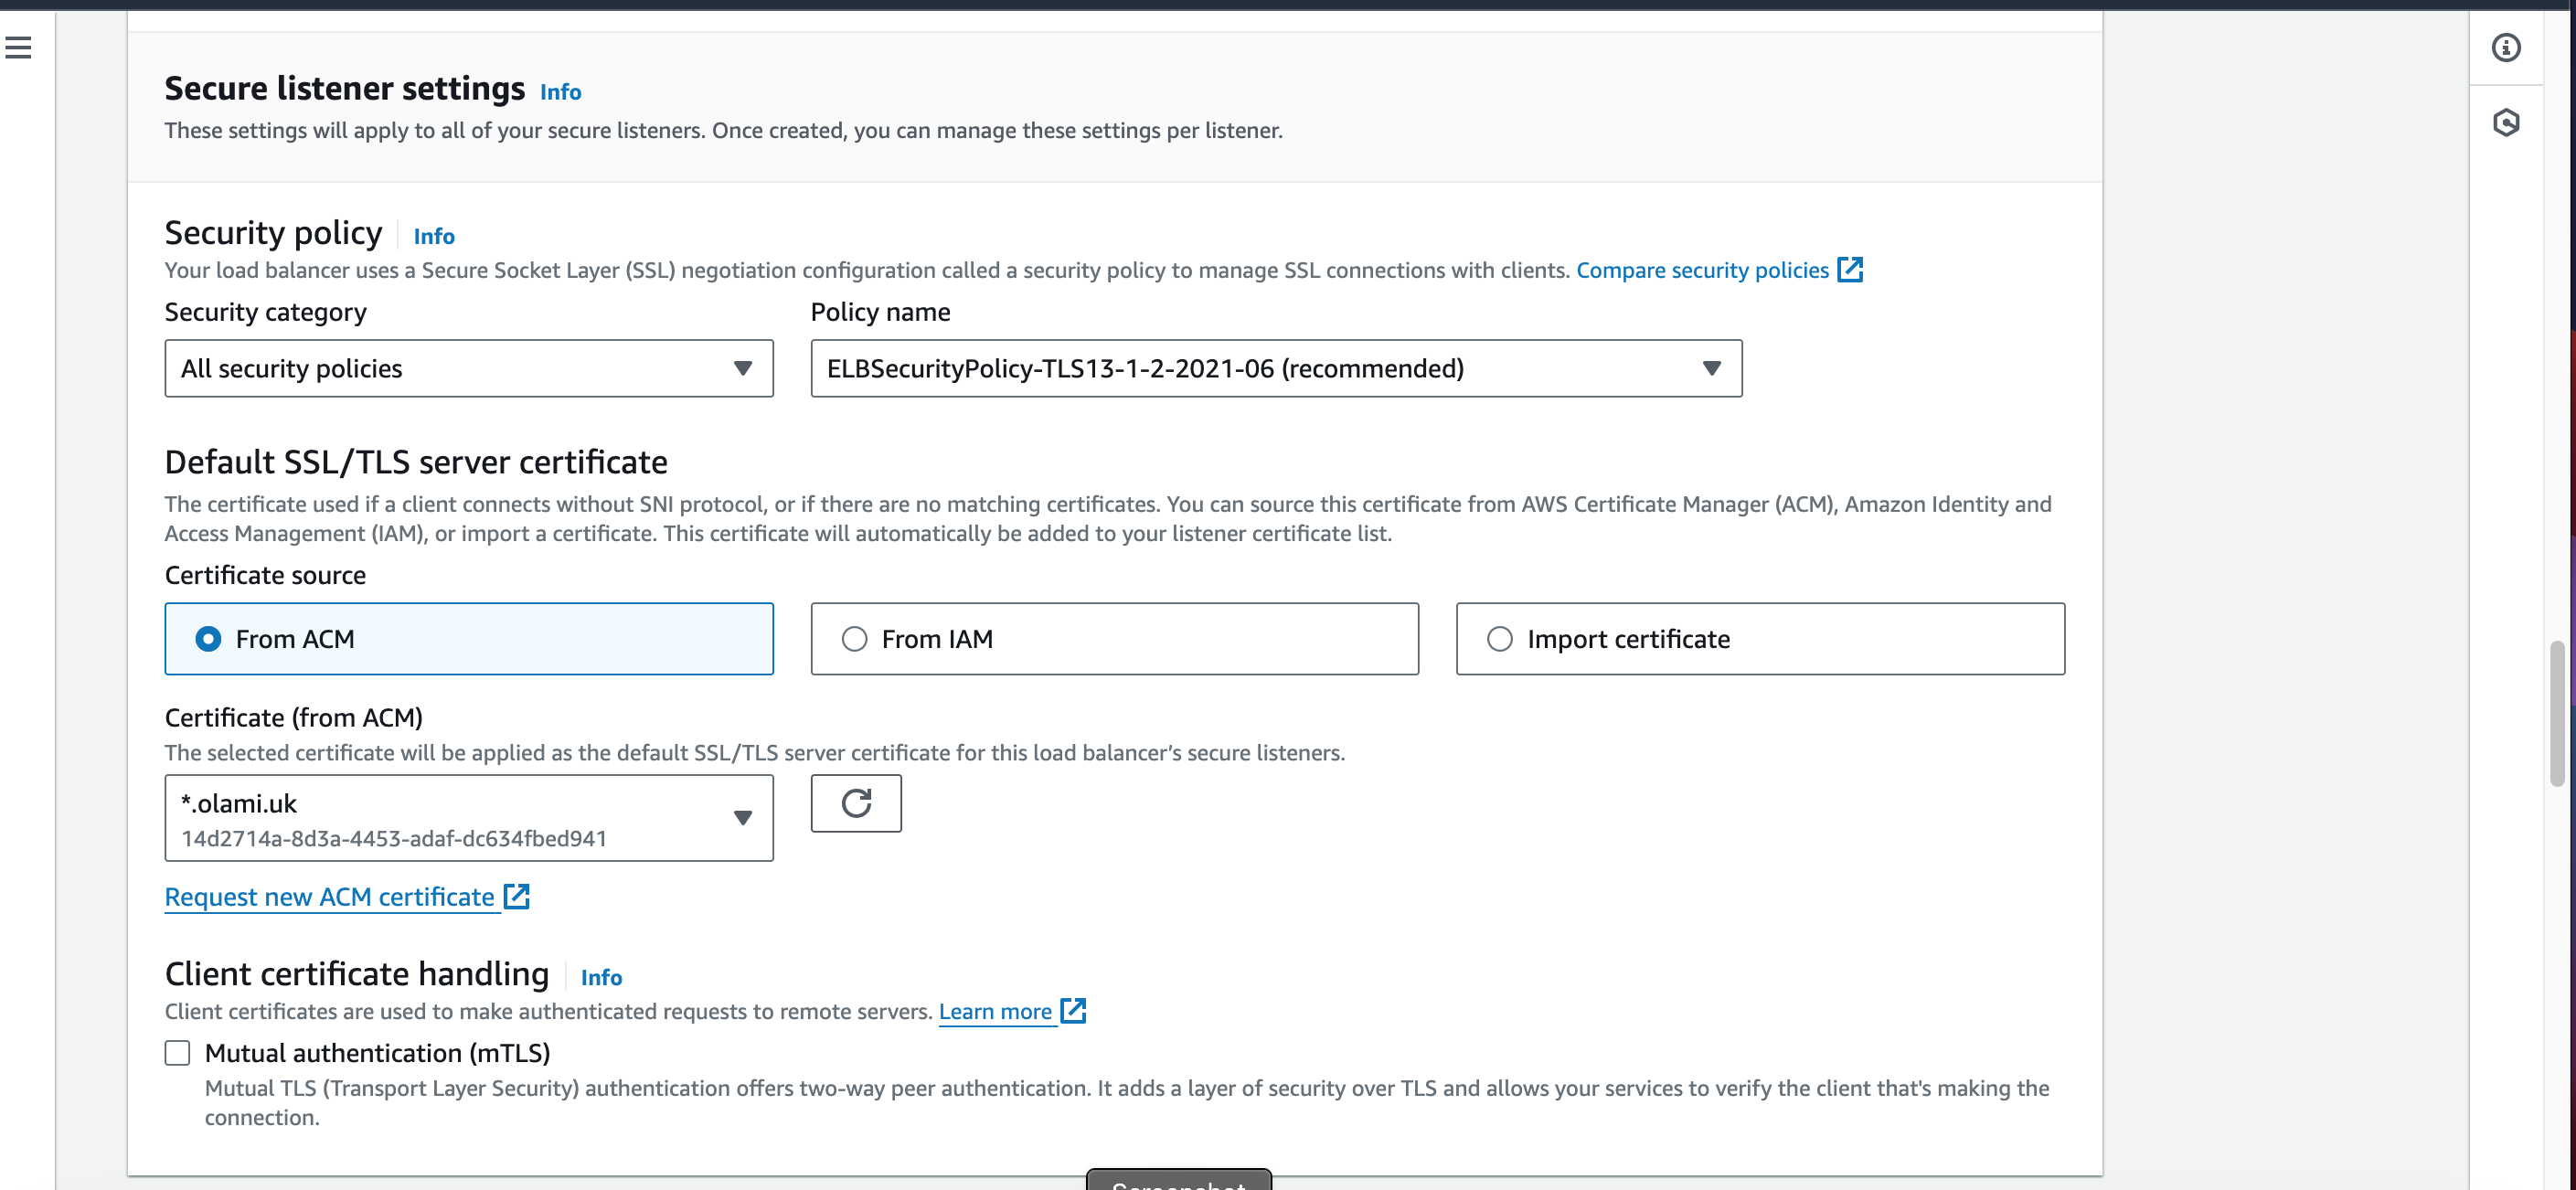 Secure listener settings Info
These settings will apply to all of your secure listeners. Once created, you can manage these settings per listener.
Security policy Info
Your load balancer uses a Secure Socket Layer (SSL) negotiation configuration called a security policy to manage SSL connections with clients. Compare security policies
Security category Policy name
All security policies ELBSecurityPolicy-TLS13-1-2-2021-06 (recommended)
Default SSL/TLS server certificate
The certificate used if a client connects without SNI protocol, or if there are no matching certificates. You can source this certificate from AWS Certificate Manager (ACM), Amazon Identity and
Access Management (IAM), or import a certificate. This certificate will automatically be added to your listener certificate list.
Certificate source
From ACM From IAM Import certificate
Certificate (from ACM)
The selected certificate will be applied as the default SSL/TLS server certificate for this load balancer’s secure listeners.
*.olami.uk
14d2714a-8d3a-4453-adaf-dc634fbed941
Request new ACM certificate
Client certificate handling Info
Client certificates are used to make authenticated requests to remote servers. Learn more
Mutual authentication (mTLS)
Mutual TLS (Transport Layer Security) authentication offers two-way peer authentication. It adds a layer of security over TLS and allows your services to verify the client that's making the
connection.
Screenshot